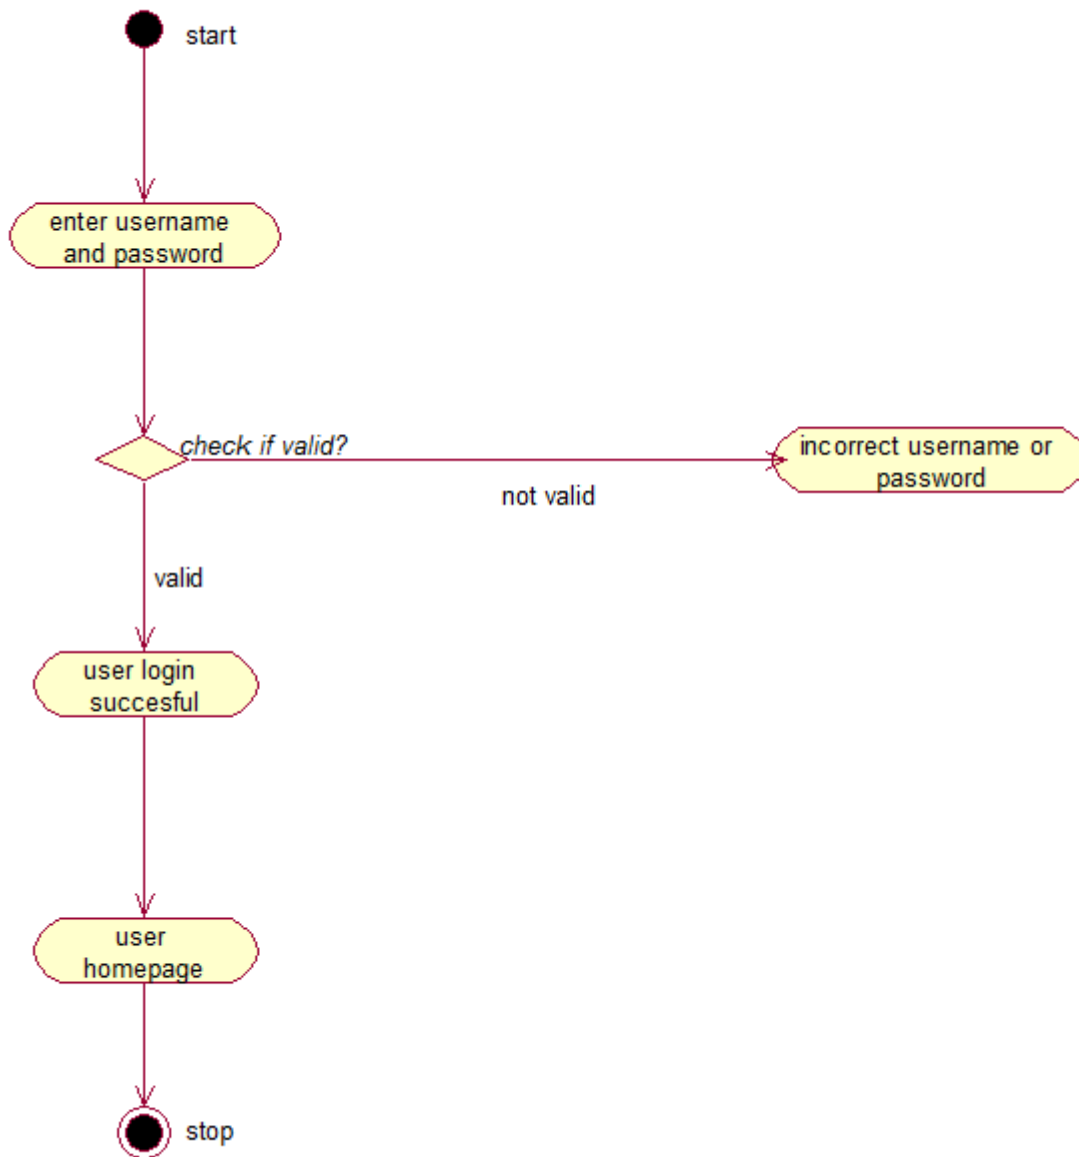 start
enter username
and password
check if valid?
incorrect username or
password
not valid
valid
user login
succesful
user
homepage
stop